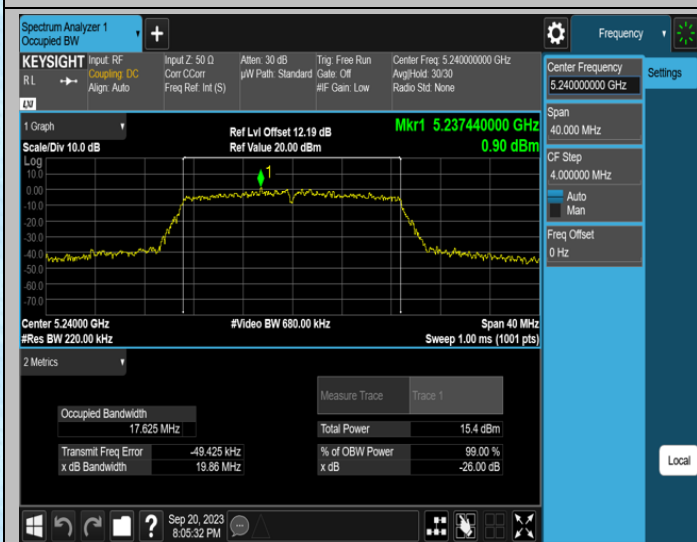 Spectrum Analyzer 1
Occupied BW
Frequency
KEYSIGHT
R L
LXI
Input: RF
Coupling: DC
Align: Auto
Input Z: 50 Ω
Corr CCorr
Freq Ref: Int (S)
Atten: 30 dB
µW Path: Standard
Trig: Free Run
Gate: Off
#IF Gain: Low
Center Freq: 5.240000000 GHz
Avg|Hold: 30/30
Radio Std: None
Center Frequency
5.240000000 GHz
Settings
Span
40.000 MHz
CF Step
4.000000 MHz
Auto
Man
Freq Offset
0 Hz
1 Graph
Scale/Div 10.0 dB
Ref Lvl Offset 12.19 dB
Ref Value 20.00 dBm
Mkr1 5.237440000 GHz
0.90 dBm
Log
1
10.0
0.00
-10.0
-20.0
-30.0
-40.0
-50.0
-60.0
-70.0
Center 5.24000 GHz
#Res BW 220.00 kHz
#Video BW 680.00 kHz
Span 40 MHz
Sweep 1.00 ms (1001 pts)
2 Metrics
Measure Trace Trace 1
Occupied Bandwidth
17.625 MHz
Total Power 15.4 dBm
Transmit Freq Error -49.425 kHz
% of OBW Power 99.00 %
x dB Bandwidth 19.86 MHz
x dB -26.00 dB
Local
?
Sep 20, 2023
8:05:32 PM